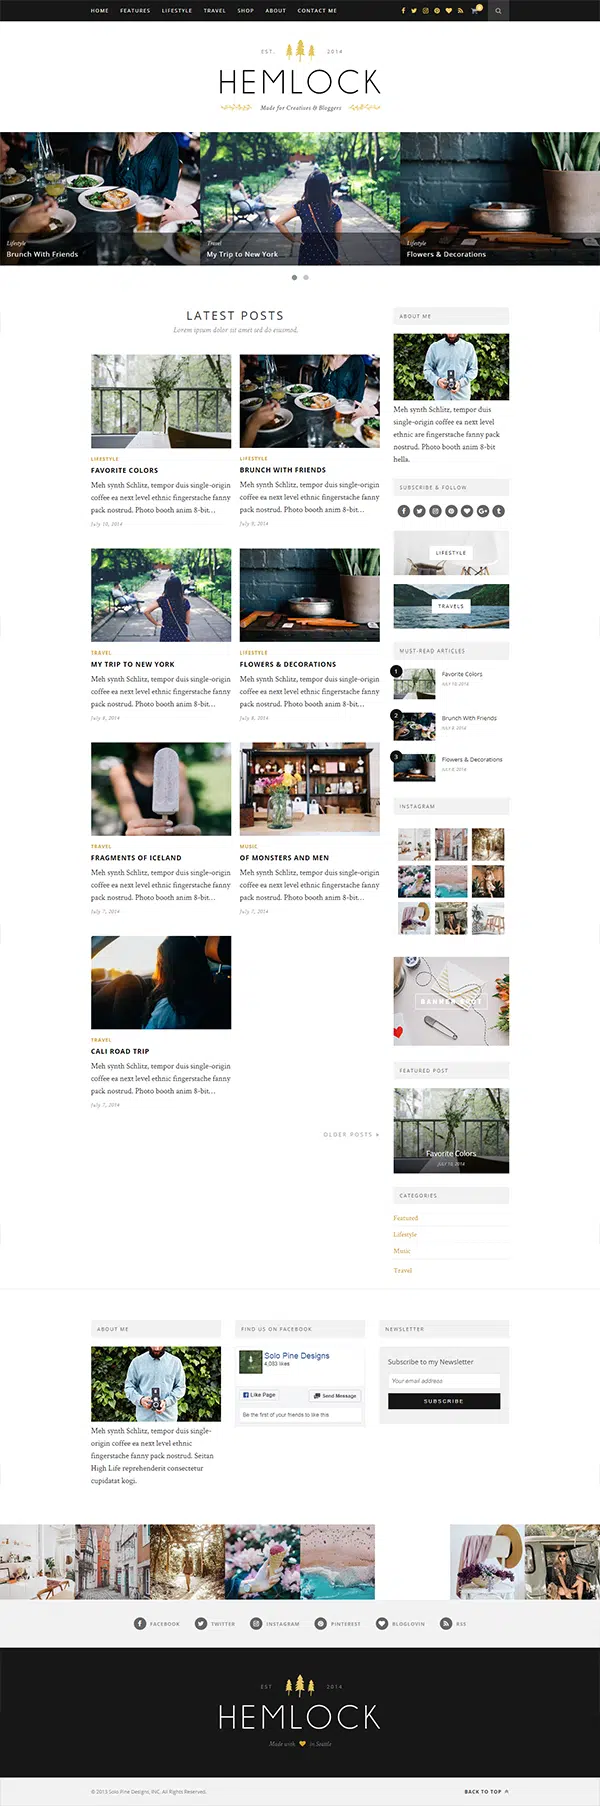 HOME FEATURES LIFESTYLE TRAVEL SHOP ABOUT CONTACT ME
EST. 2014
HEMLOCK
Made for Creatives & Bloggers
Lifestyle
Brunch With Friends
Travel
My Trip to New York
Lifestyle
Flowers & Decorations
LATEST POSTS
Lorem ipsum dolor sit amet sed do eiusmod.
LIFESTYLE
FAVORITE COLORS
Meh synth Schlitz, tempor duis single-origin
coffee ea next level ethnic fingerstache fanny
pack nostrud. Photo booth anim 8-bit...
July 10, 2014
LIFESTYLE
BRUNCH WITH FRIENDS
Meh synth Schlitz, tempor duis single-origin
coffee ea next level ethnic fingerstache fanny
pack nostrud. Photo booth anim 8-bit...
July 9, 2014
TRAVEL
MY TRIP TO NEW YORK
Meh synth Schlitz, tempor duis single-origin
coffee ea next level ethnic fingerstache fanny
pack nostrud. Photo booth anim 8-bit...
July 8, 2014
LIFESTYLE
FLOWERS & DECORATIONS
Meh synth Schlitz, tempor duis single-origin
coffee ea next level ethnic fingerstache fanny
pack nostrud. Photo booth anim 8-bit...
July 8, 2014
TRAVEL
FRAGMENTS OF ICELAND
Meh synth Schlitz, tempor duis single-origin
coffee ea next level ethnic fingerstache fanny
pack nostrud. Photo booth anim 8-bit...
July 7, 2014
MUSIC
OF MONSTERS AND MEN
Meh synth Schlitz, tempor duis single-origin
coffee ea next level ethnic fingerstache fanny
pack nostrud. Photo booth anim 8-bit...
July 7, 2014
TRAVEL
CALI ROAD TRIP
Meh synth Schlitz, tempor duis single-origin
coffee ea next level ethnic fingerstache fanny
pack nostrud. Photo booth anim 8-bit...
July 7, 2014
OLDER POSTS »
ABOUT ME
Meh synth Schlitz, tempor duis
single-origin coffee ea next level
ethnic are fingerstache fanny pack
nostrud. Photo booth anim 8-bit
hella.
SUBSCRIBE & FOLLOW
LIFESTYLE
TRAVELS
MUST-READ ARTICLES
1
Favorite Colors
JULY 10, 2014
2
Brunch With Friends
JULY 9, 2014
3
Flowers & Decorations
JULY 8, 2014
INSTAGRAM
BANNER SPOT
FEATURED POST
Favorite Colors
JULY 10, 2014
CATEGORIES
Featured
Lifestyle
Music
Travel
ABOUT ME
Meh synth Schlitz, tempor duis single-
origin coffee ea next level ethnic
fingerstache fanny pack nostrud. Seitan
High Life reprehenderit consectetur
cupidatat kogi.
FIND US ON FACEBOOK
Solo Pine Designs
Like Page
Send Message
Be the first of your friends to like this
NEWSLETTER
Subscribe to my Newsletter
Your email address
SUBSCRIBE
FACEBOOK TWITTER INSTAGRAM PINTEREST BLOGLOVIN RSS
EST 2014
HEMLOCK
Made with in Seattle
© 2015 Solo Pine Designs, INC. All Rights Reserved.
BACK TO TOP